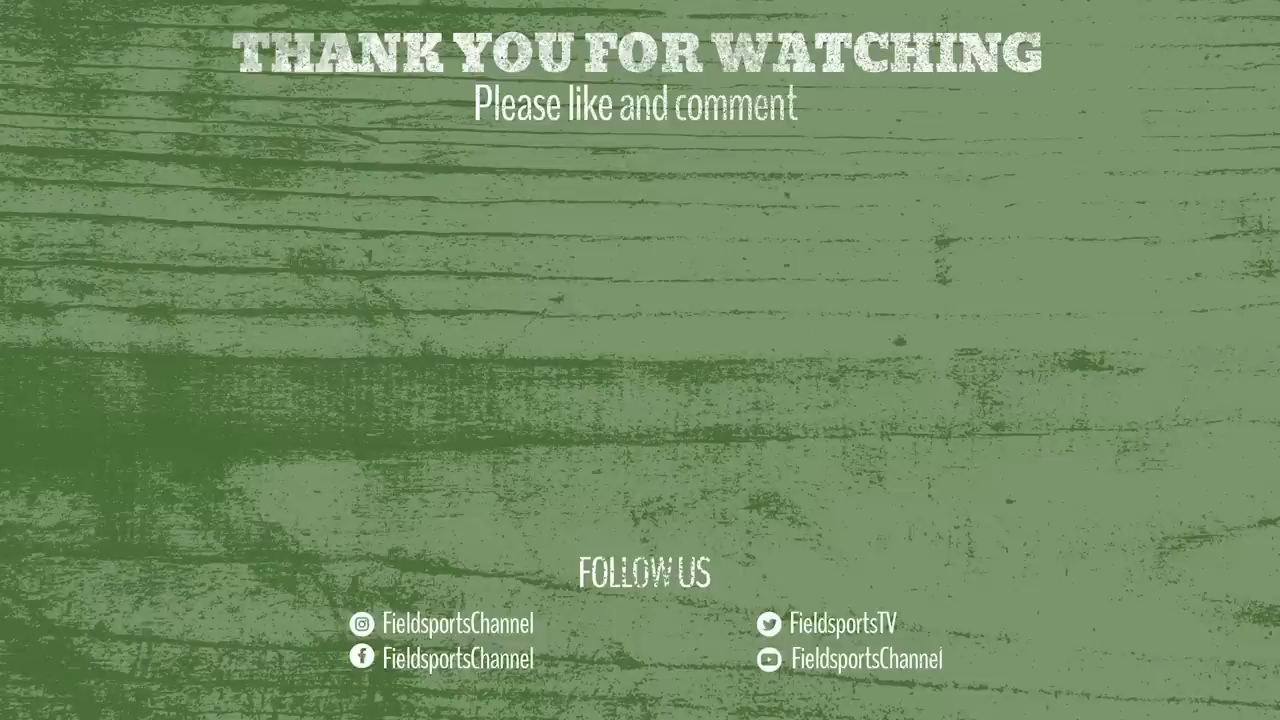 THANK YOU FOR WATCHING
Please like and comment
FOLLOW US
FieldsportsChannel
FieldsportsTV
FieldsportsChannel
FieldsportsChannel